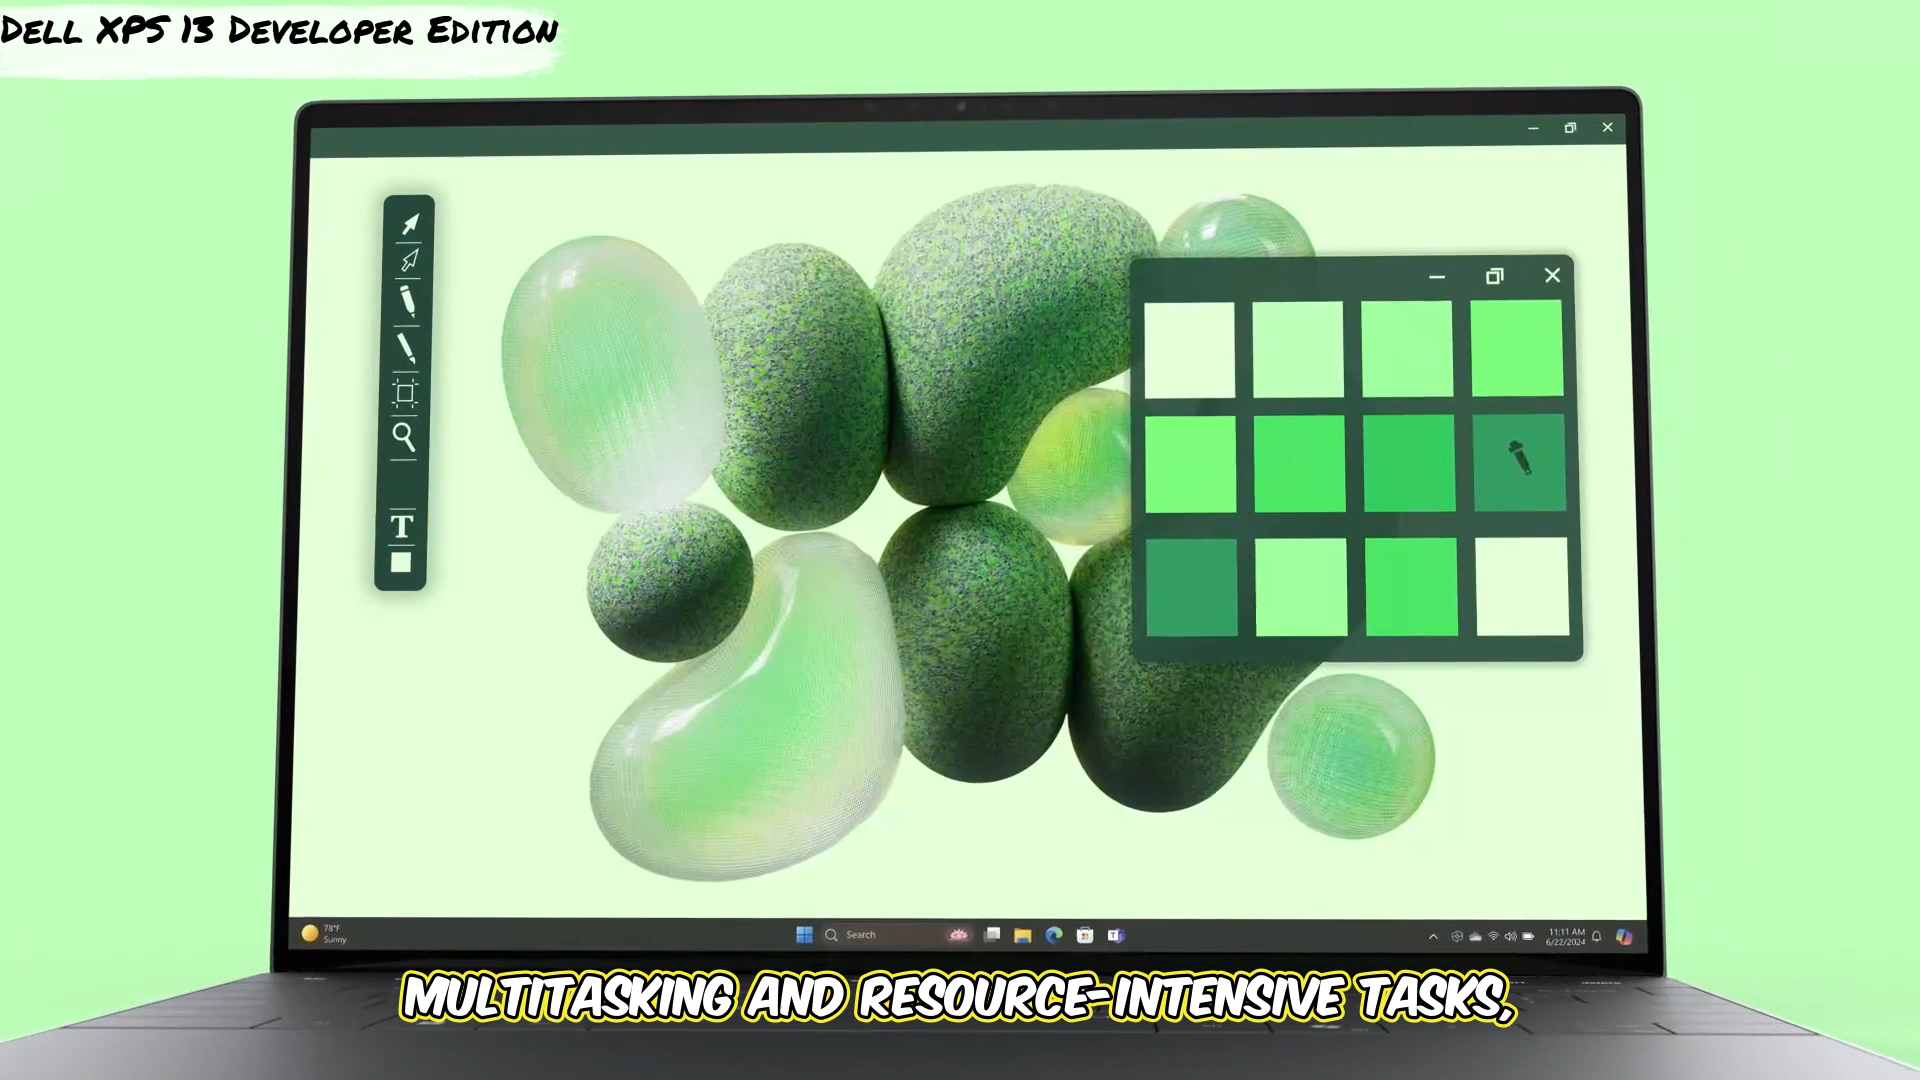 Dell XPS 13 Developer Edition
T
78°F
Sunny
Search
11:11 AM
6/22/2024
MULTITASKING AND RESOURCE-INTENSIVE TASKS,